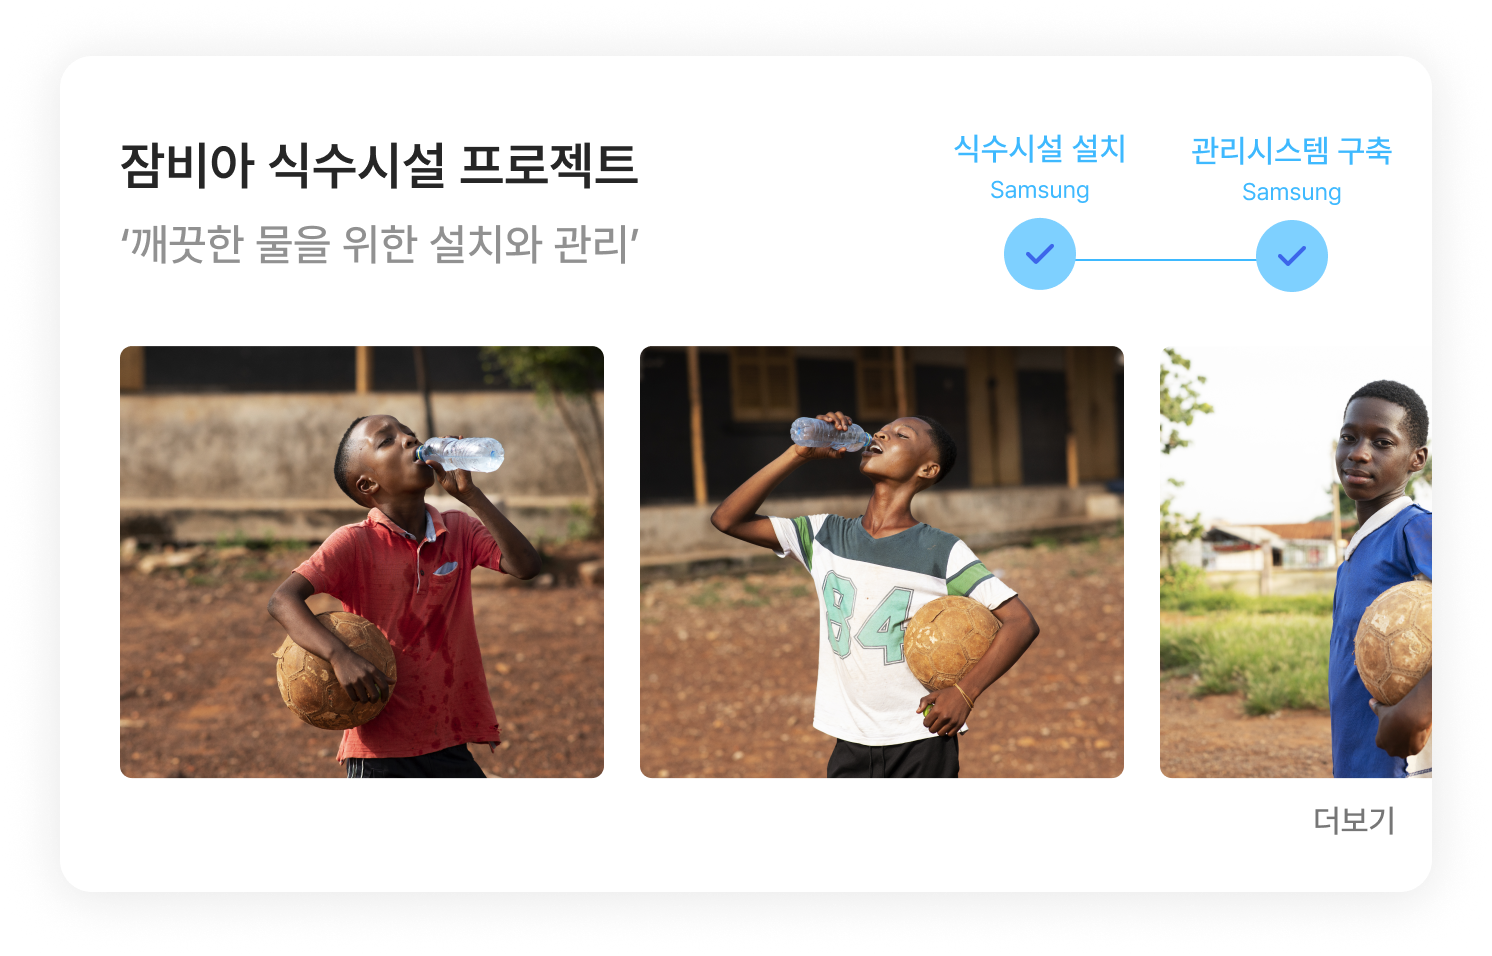 잠비아 식수시설 프로젝트
‘깨끗한 물을 위한 설치와 관리’
식수시설 설치
Samsung
관리시스템 구축
Samsung
84
더보기